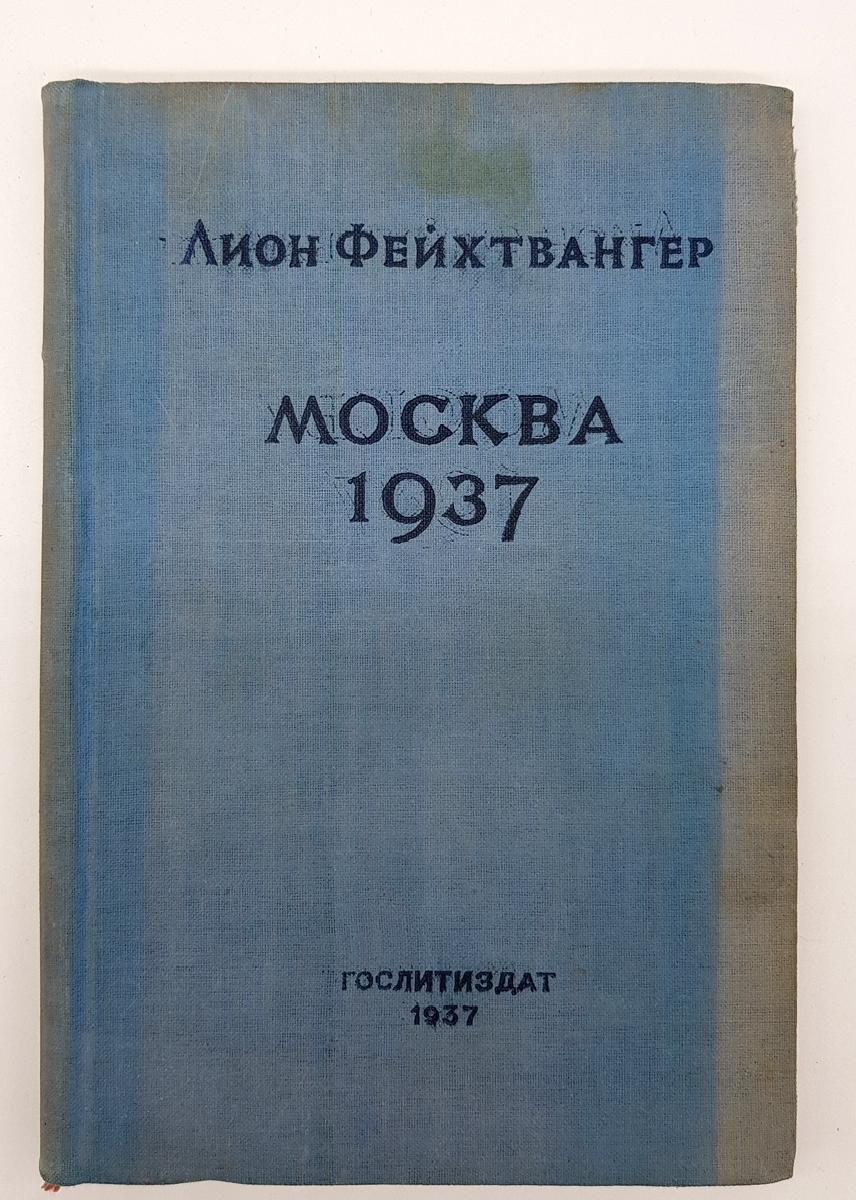 Лион Фейхтвангер
Москва
1937
Гослитиздат
1937